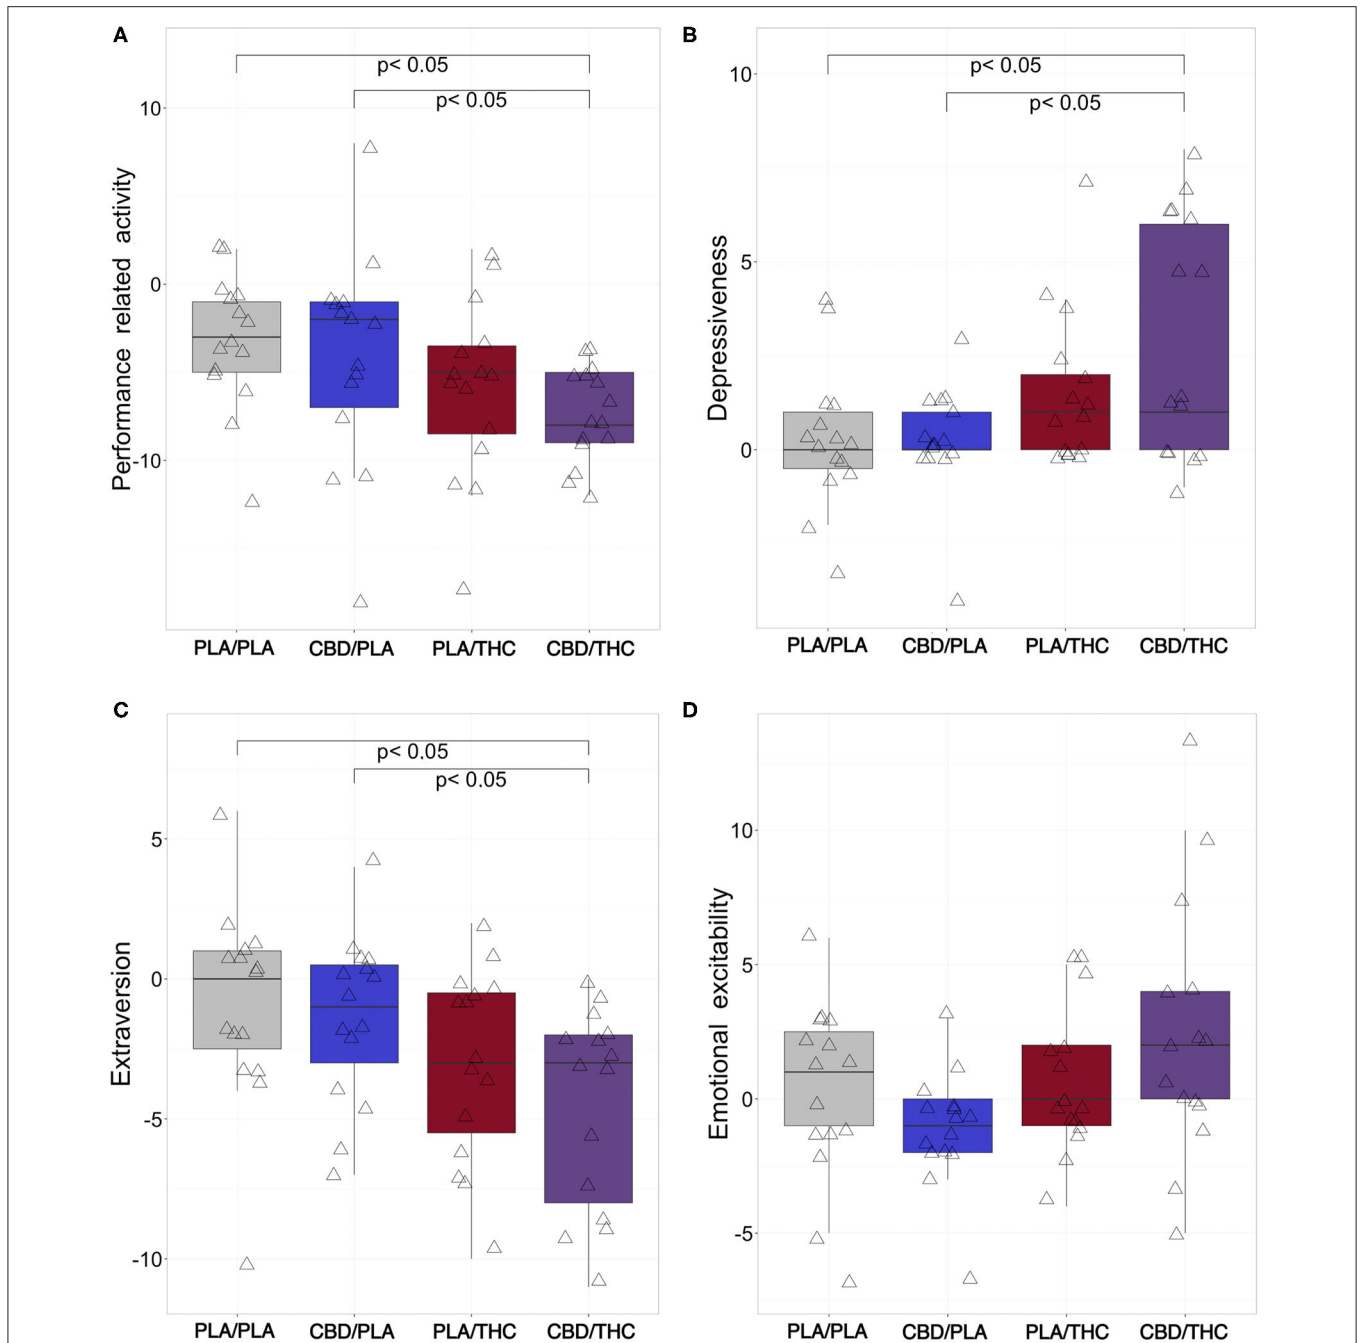 A
p< 0.05
p< 0.05
10
0
-10
Performance related activity
PLA/PLA CBD/PLA PLA/THC CBD/THC
B
p< 0.05
p< 0.05
10
5
0
Depressiveness
PLA/PLA CBD/PLA PLA/THC CBD/THC
C
p< 0.05
p< 0.05
5
0
-5
-10
Extraversion
PLA/PLA CBD/PLA PLA/THC CBD/THC
D
10
5
0
-5
Emotional excitability
PLA/PLA CBD/PLA PLA/THC CBD/THC